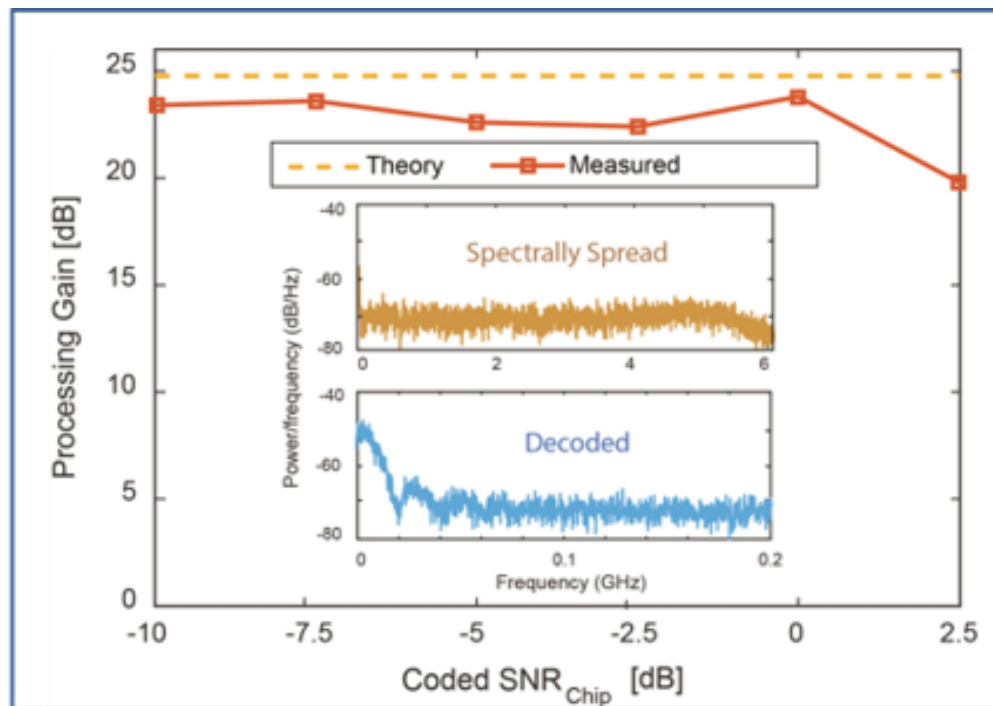 Processing Gain [dB]
25
20
15
10
5
0
Theory
Measured
Power/frequency (dB/Hz)
-40
Spectrally Spread
-60
-80
0 2 4 6
-40
Decoded
-60
-80
0 0.1 0.2
Frequency (GHz)
-10 -7.5 -5 -2.5 0 2.5
Coded SNR Chip [dB]